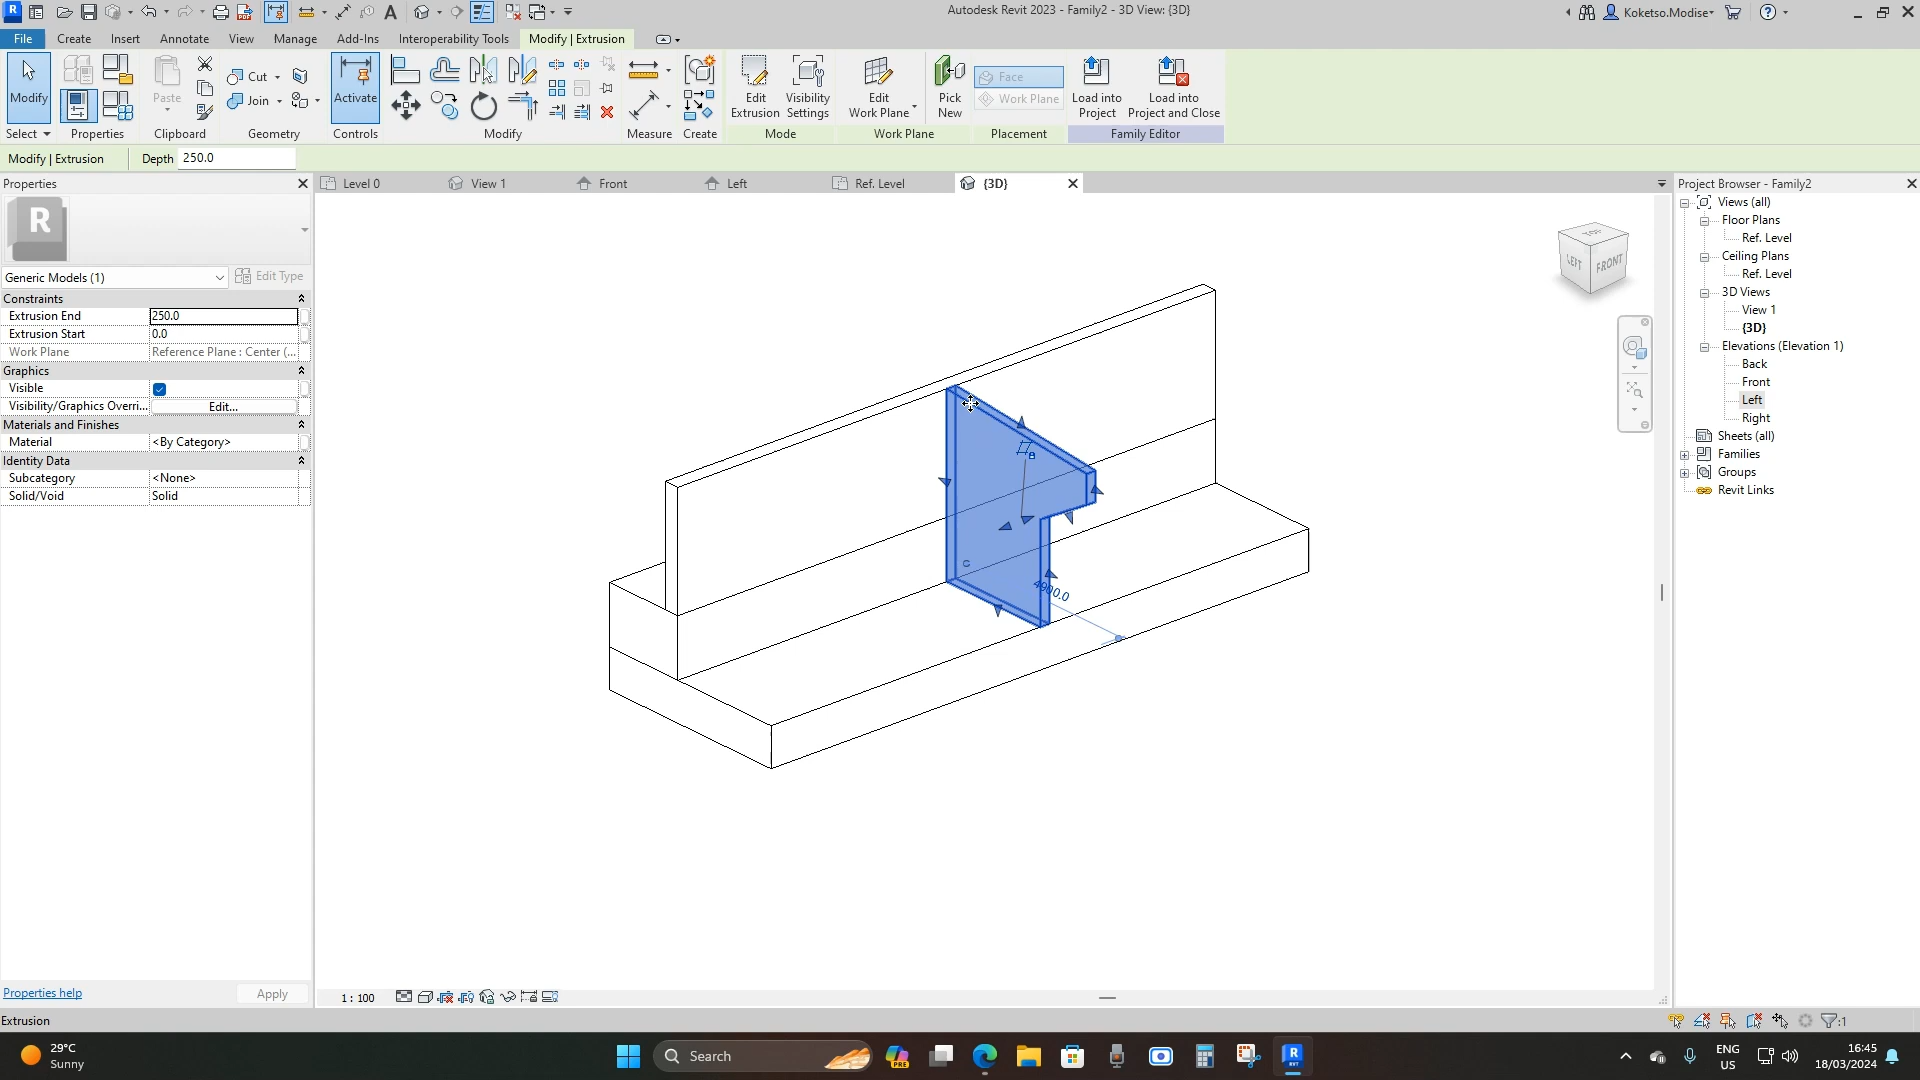 Autodesk Revit 2023 - Family2 - 3D View: {3D}
Koketso.Modise
File Create Insert Annotate View Manage Add-Ins Interoperability Tools Modify | Extrusion
Modify
Paste
Cut
Join
Activate
Edit Extrusion
Visibility Settings
Edit Work Plane
Pick New
Face
Work Plane
Load into Project
Load into Project and Close
Select Properties Clipboard Geometry Controls Modify Measure Create Mode Work Plane Placement Family Editor
Modify | Extrusion Depth 250.0
Properties
Level 0 View 1 Front Left Ref. Level {3D}
Project Browser - Family2
R
Generic Models (1) Edit Type
Constraints
Extrusion End 250.0
Extrusion Start 0.0
Work Plane Reference Plane : Center (...
Graphics
Visible
Visibility/Graphics Overri... Edit...
Materials and Finishes
Material <By Category>
Identity Data
Subcategory <None>
Solid/Void Solid
4900.0
TOP
LEFT FRONT
Views (all)
Floor Plans
Ref. Level
Ceiling Plans
Ref. Level
3D Views
View 1
{3D}
Elevations (Elevation 1)
Back
Front
Left
Right
Sheets (all)
Families
Groups
Revit Links
Properties help Apply
1 : 100
Extrusion
:1
29°C
Sunny
Search
PRE
ENG
US
16:45
18/03/2024